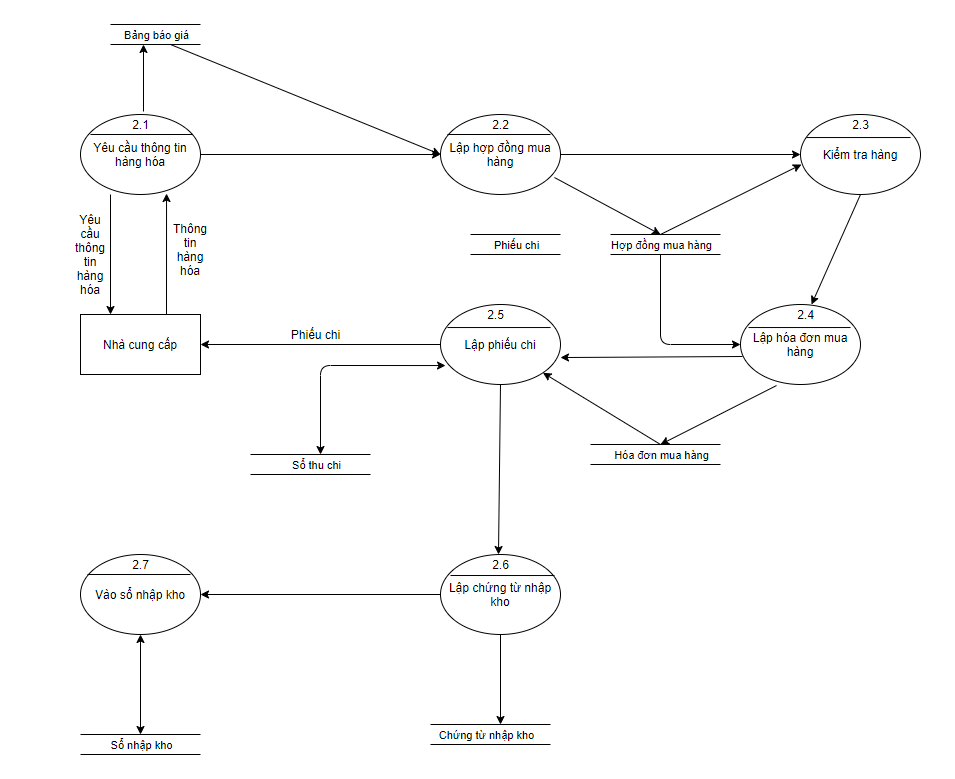 Bảng báo giá
2.1
Yêu cầu thông tin
hàng hóa
2.2
Lập hợp đồng mua
hàng
2.3
Kiểm tra hàng
Yêu
cầu
thông
tin
hàng
hóa
Thông
tin
hàng
hóa
Phiếu chi
Hợp đồng mua hàng
Nhà cung cấp
Phiếu chi
2.5
Lập phiếu chi
2.4
Lập hóa đơn mua
hàng
Sổ thu chi
Hóa đơn mua hàng
2.7
Vào sổ nhập kho
2.6
Lập chứng từ nhập
kho
Sổ nhập kho
Chứng từ nhập kho